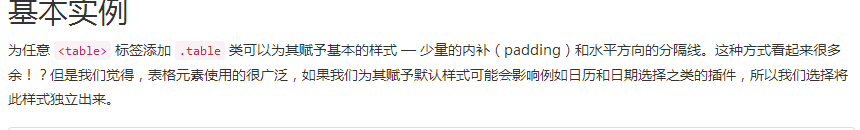 基本实例
为任意 <table> 标签添加 .table 类可以为其赋予基本的样式 — 少量的内补（padding）和水平方向的分隔线。这种方式看起来很多
余！？但是我们觉得，表格元素使用的很广泛，如果我们为其赋予默认样式可能会影响例如日历和日期选择之类的插件，所以我们选择将
此样式独立出来。